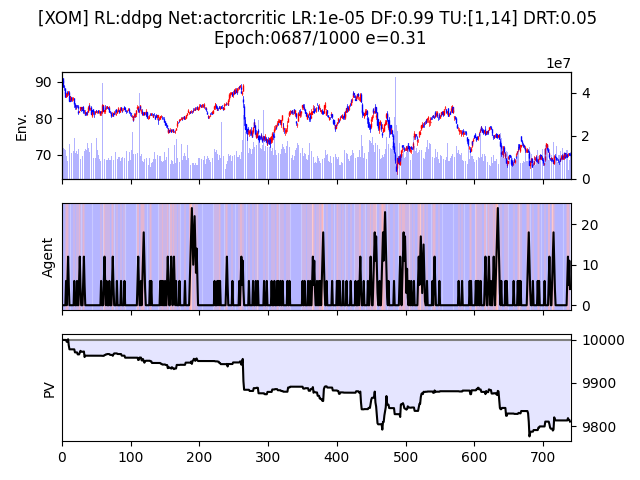 [XOM] RL:ddpg Net:actorcritic LR:1e-05 DF:0.99 TU:[1,14] DRT:0.05
Epoch:0687/1000 e=0.31
1e7
90
80
70
Env.
4
2
0
Agent
20
10
0
PV
10000
9900
9800
0 100 200 300 400 500 600 700